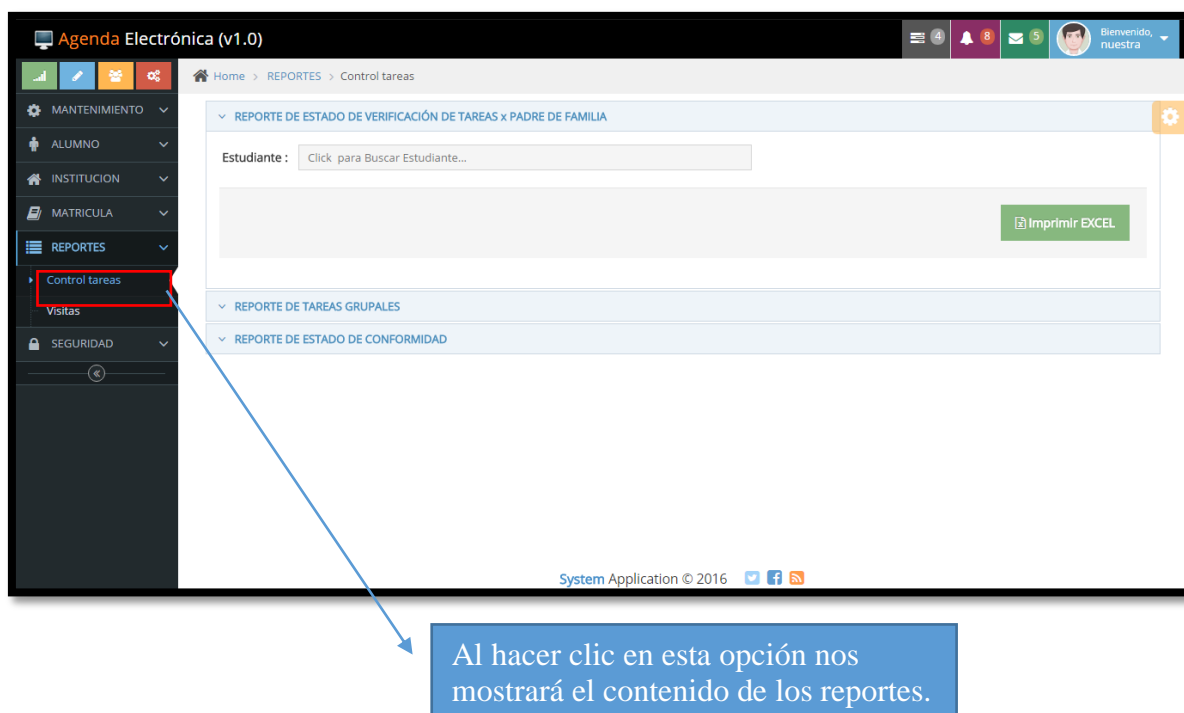 Agenda Electrónica (v1.0)
4
8
5
Bienvenido,
nuestra
Home > REPORTES > Control tareas
MANTENIMIENTO
ALUMNO
INSTITUCION
MATRICULA
REPORTES
Control tareas
Visitas
SEGURIDAD
REPORTE DE ESTADO DE VERIFICACIÓN DE TAREAS x PADRE DE FAMILIA
Estudiante : Click para Buscar Estudiante...
Imprimir EXCEL
REPORTE DE TAREAS GRUPALES
REPORTE DE ESTADO DE CONFORMIDAD
System Application © 2016
Al hacer clic en esta opción nos
mostrará el contenido de los reportes.